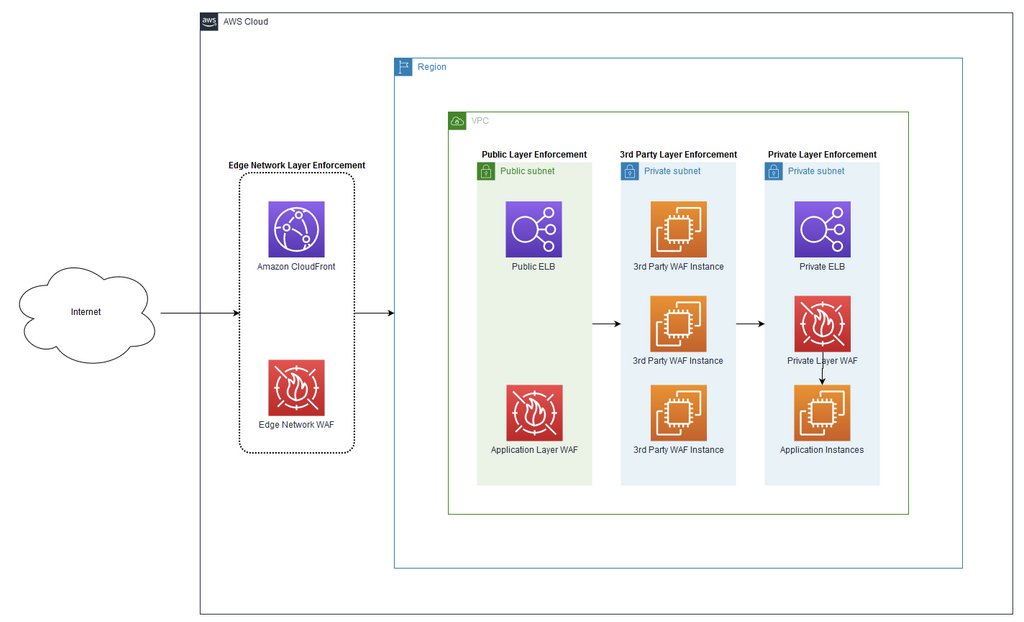 aws
AWS Cloud
Region
VPC
Edge Network Layer Enforcement
Public Layer Enforcement
3rd Party Layer Enforcement
Private Layer Enforcement
Public subnet
Private subnet
Private subnet
Amazon CloudFront
Public ELB
3rd Party WAF Instance
Private ELB
Internet
3rd Party WAF Instance
Private Layer WAF
Edge Network WAF
Application Layer WAF
3rd Party WAF Instance
Application Instances